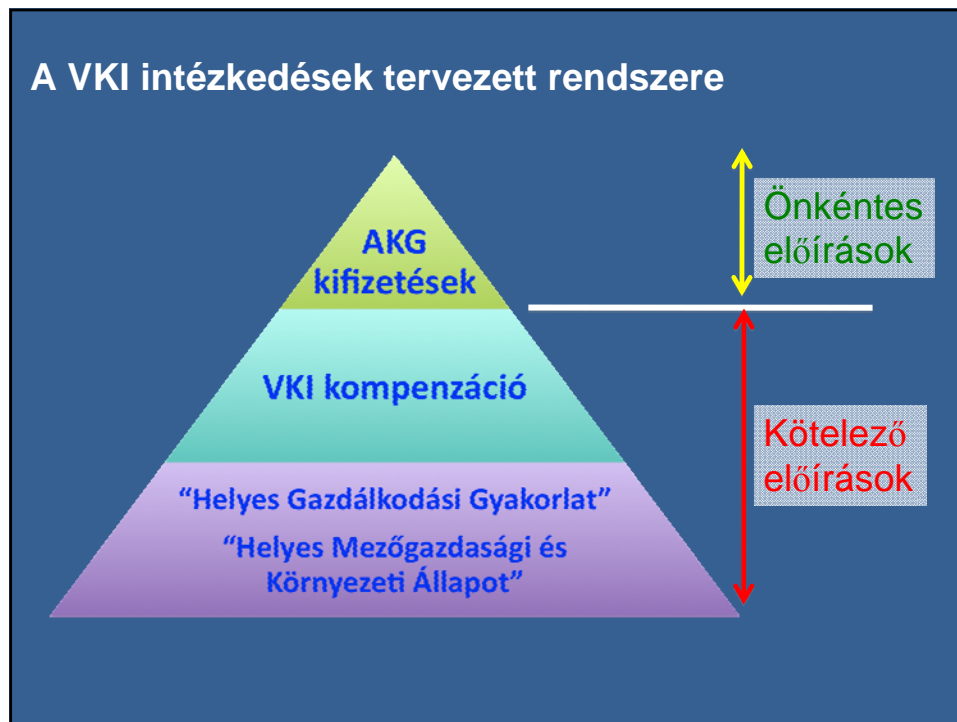 A VKI intézkedések tervezett rendszere
AKG
kifizetések
Önkéntes
előírások
VKI kompenzáció
Kötelező
előírások
“Helyes Gazdálkodási Gyakorlat”
“Helyes Mezőgazdasági és
Környezeti Állapot”